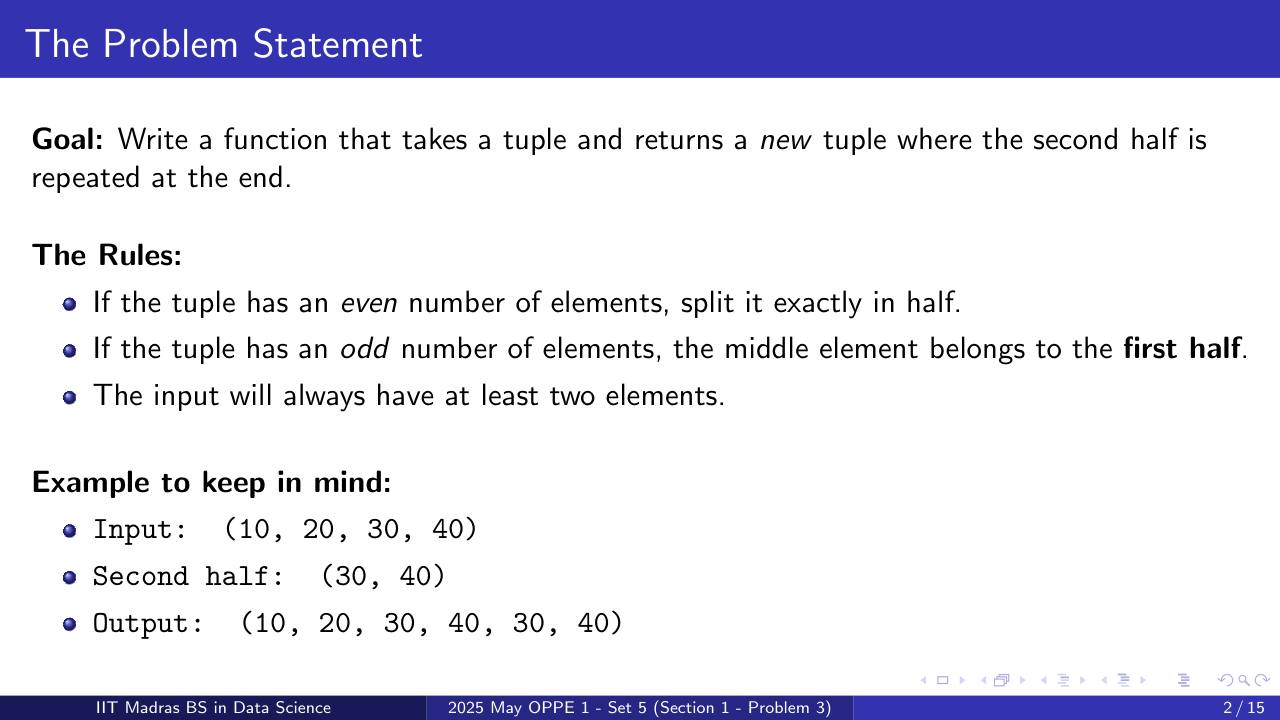 The Problem Statement
Goal: Write a function that takes a tuple and returns a new tuple where the second half is
repeated at the end.
The Rules:
If the tuple has an even number of elements, split it exactly in half.
If the tuple has an odd number of elements, the middle element belongs to the first half.
The input will always have at least two elements.
Example to keep in mind:
Input: (10, 20, 30, 40)
Second half: (30, 40)
Output: (10, 20, 30, 40, 30, 40)
IIT Madras BS in Data Science 2025 May OPPE 1 - Set 5 (Section 1 - Problem 3) 2 / 15